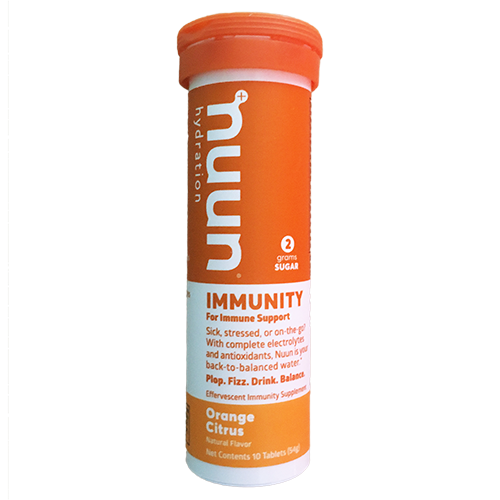 nuun+
hydration
2
grams
SUGAR
IMMUNITY
For Immune Support
Sick, stressed, or on-the-go?
With complete electrolytes
and antioxidants, Nuun is your
back-to-balanced water.*
Plop. Fizz. Drink. Balance.
Effervescent Immunity Supplement
Orange
Citrus
Natural Flavor
Net Contents 10 Tablets (54g)